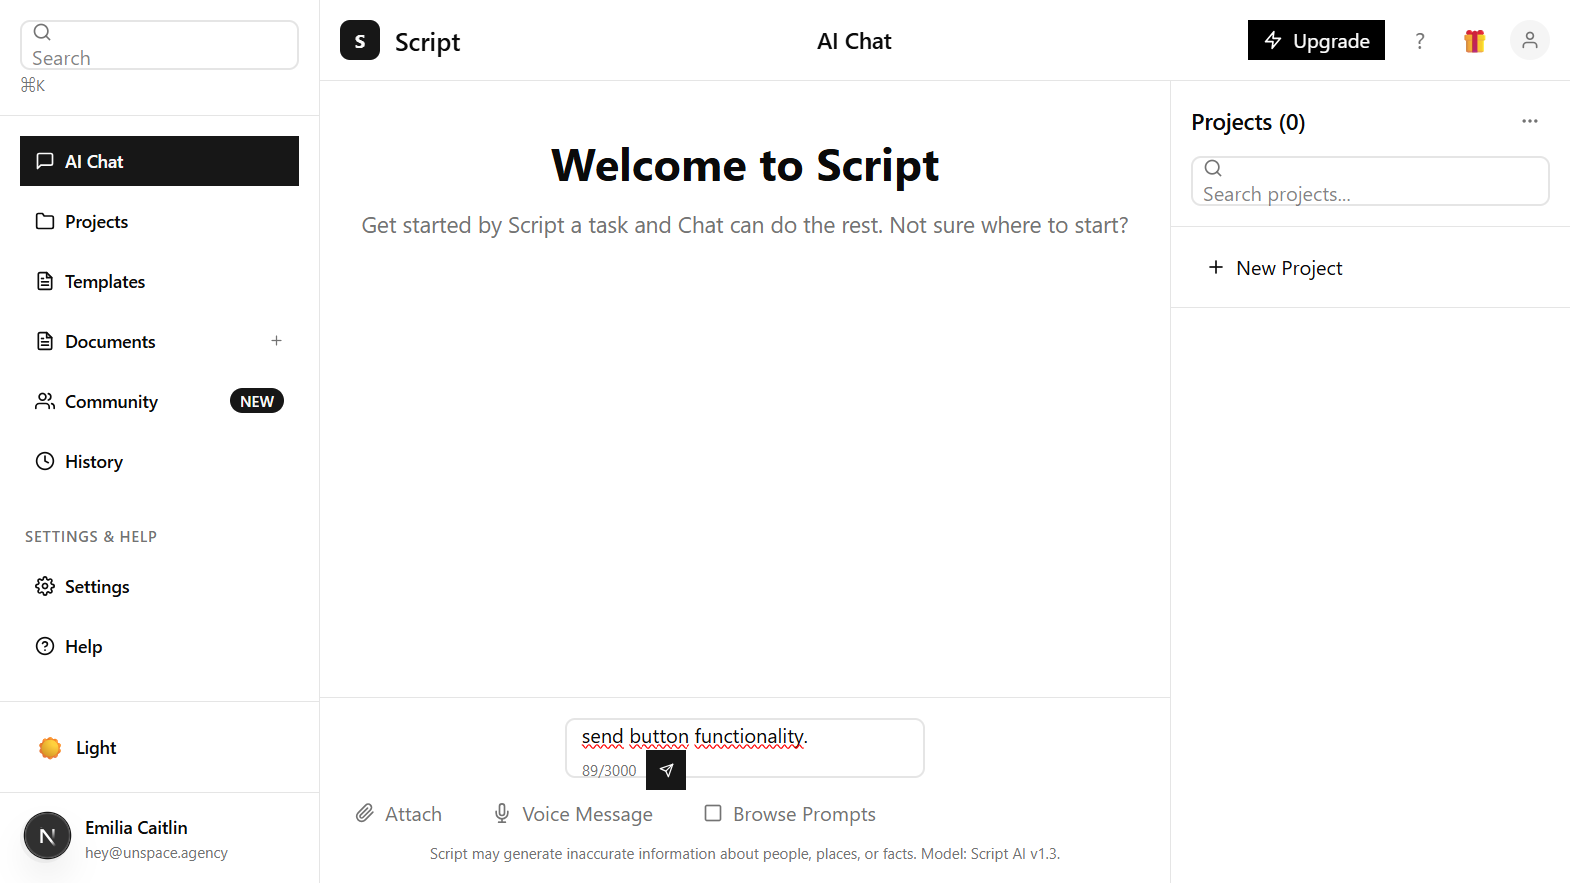 Search
⌘K
AI Chat
Projects
Templates
Documents
Community
NEW
History
SETTINGS & HELP
Settings
Help
Light
N
Emilia Caitlin
hey@unspace.agency
S
Script
AI Chat
Upgrade
?
Welcome to Script
Get started by Script a task and Chat can do the rest. Not sure where to start?
send button functionality.
89/3000
Attach
Voice Message
Browse Prompts
Script may generate inaccurate information about people, places, or facts. Model: Script AI v1.3.
Projects (0)
Search projects...
New Project